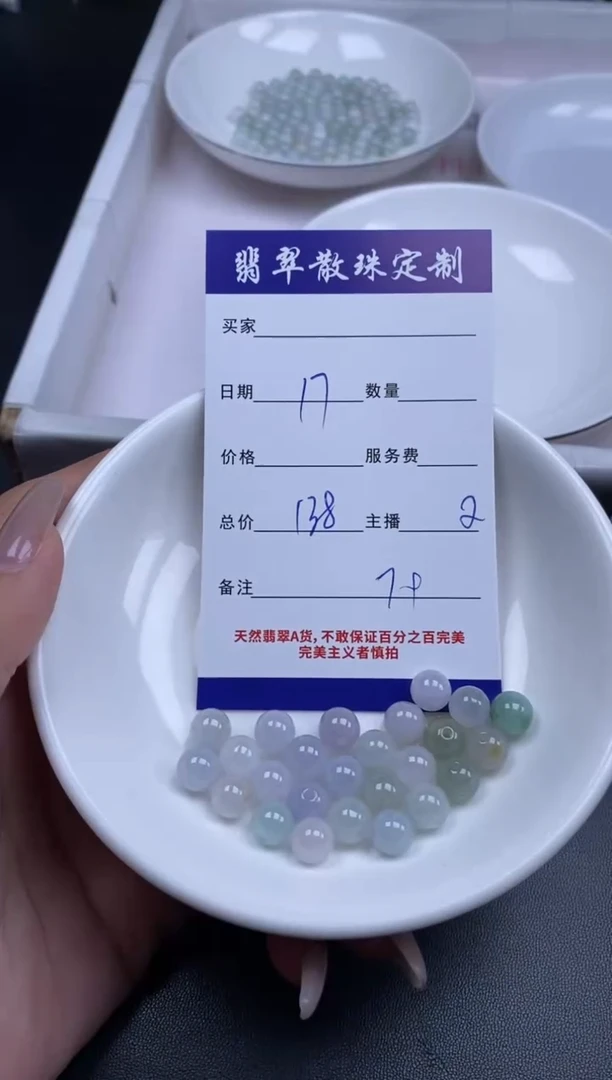 翡翠散珠定制
买家
日期 17 数量
价格 服务费
总价 138 主播 2
备注
天然翡翠A货,不敢保证百分之百完美
完美主义者慎拍